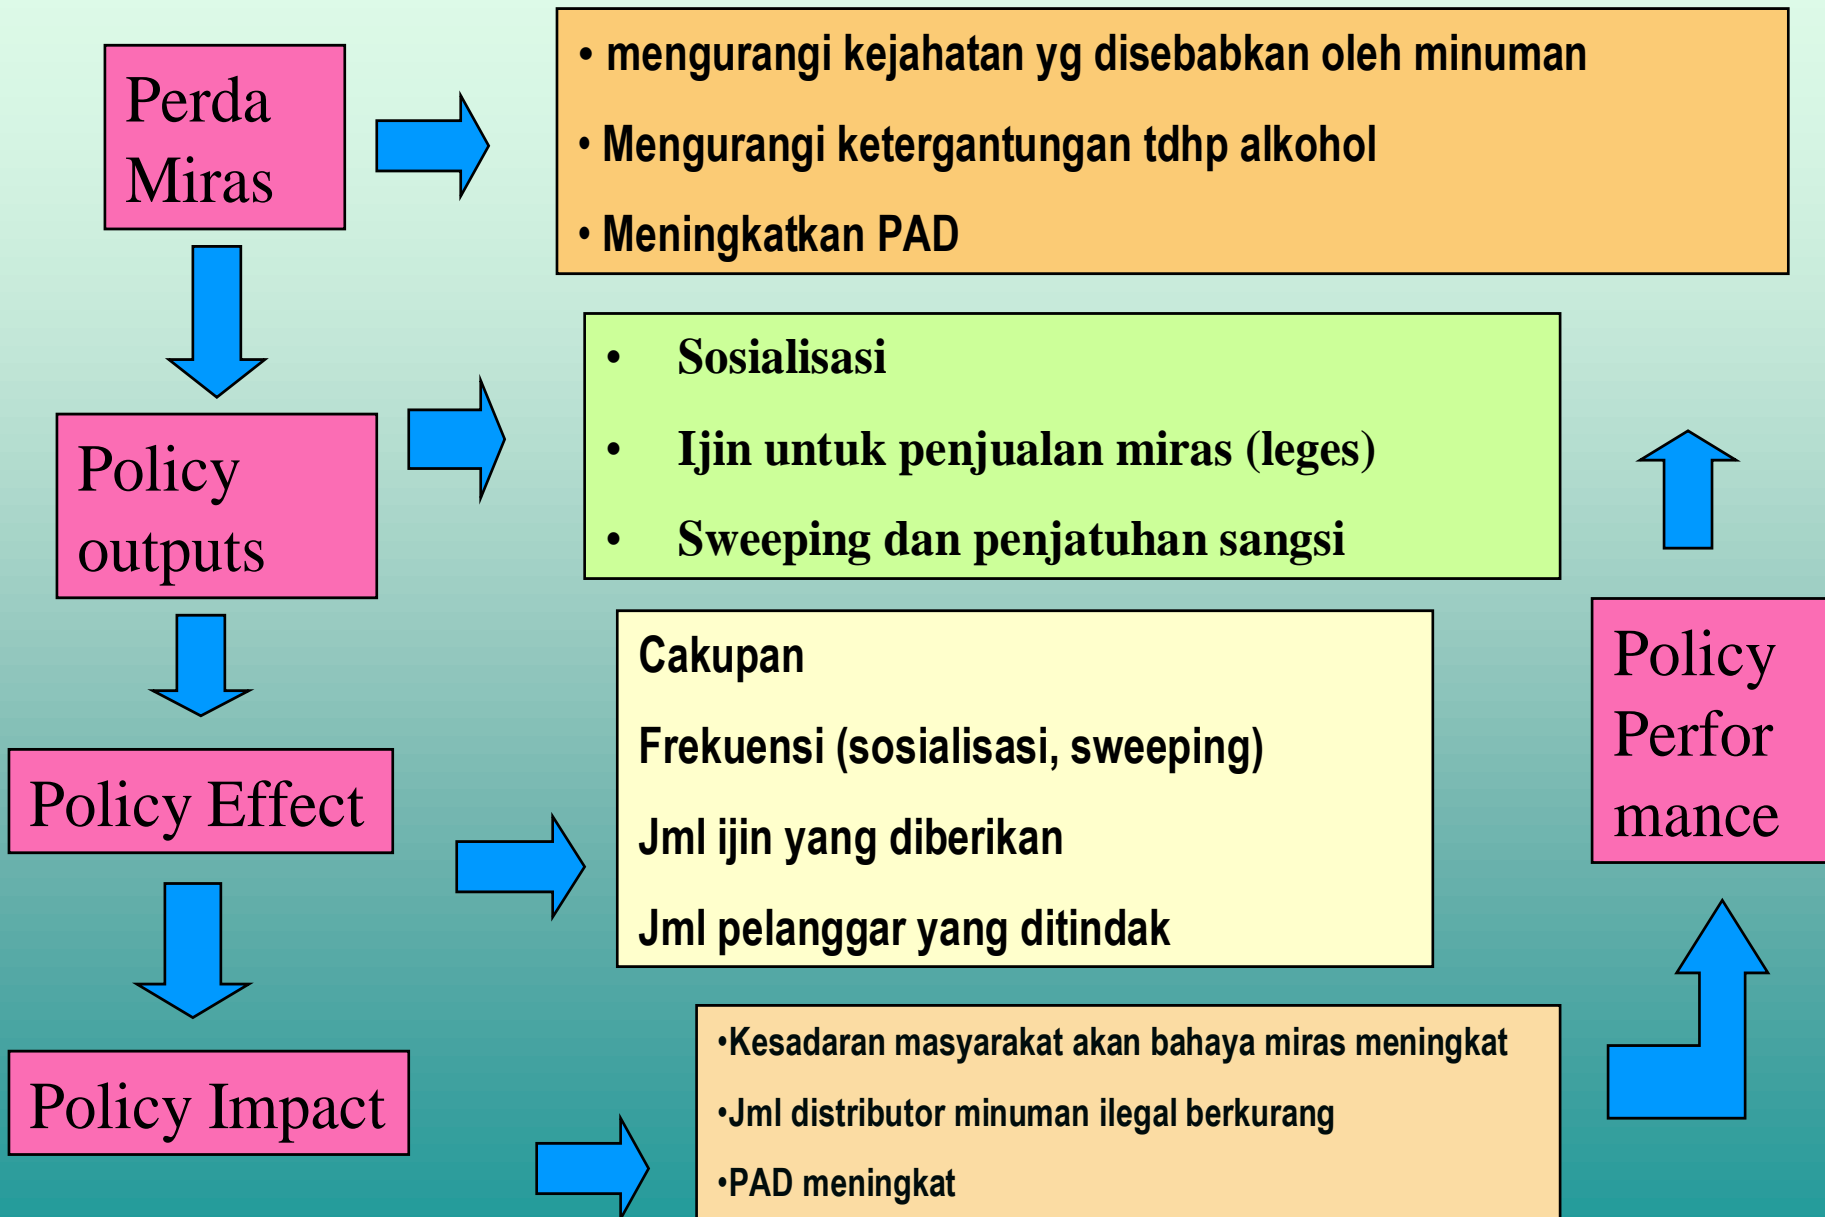 Perda
Miras
• mengurangi kejahatan yg disebabkan oleh minuman
• Mengurangi ketergantungan tdhp alkohol
• Meningkatkan PAD
Policy
outputs
• Sosialisasi
• Ijin untuk penjualan miras (leges)
• Sweeping dan penjatuhan sangsi
Policy Effect
Cakupan
Frekuensi (sosialisasi, sweeping)
Jml ijin yang diberikan
Jml pelanggar yang ditindak
Policy Impact
•Kesadaran masyarakat akan bahaya miras meningkat
•Jml distributor minuman ilegal berkurang
•PAD meningkat
Policy
Perfor
mance